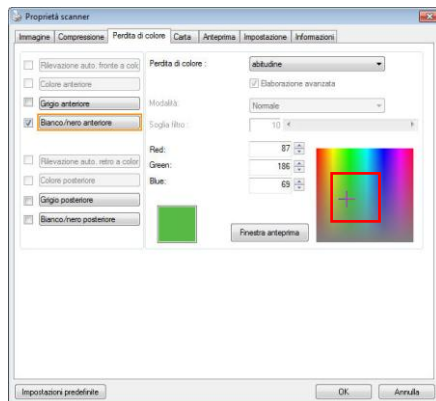 Proprietà scanner
Immagine Compressione Perdita di colore Carta Anteprima Impostazione Informazioni
Rilevazione auto. fronte a colo
Colore anteriore
Grigio anteriore
Bianco/nero anteriore
Rilevazione auto. retro a color
Colore posteriore
Grigio posteriore
Bianco/nero posteriore
Perdita di colore : abitudine
Elaborazione avanzata
Modalità: Normale
Soglia filtro : 10
Red: 87
Green: 186
Blue: 69
Finestra anteprima
Impostazioni predefinite OK Annulla